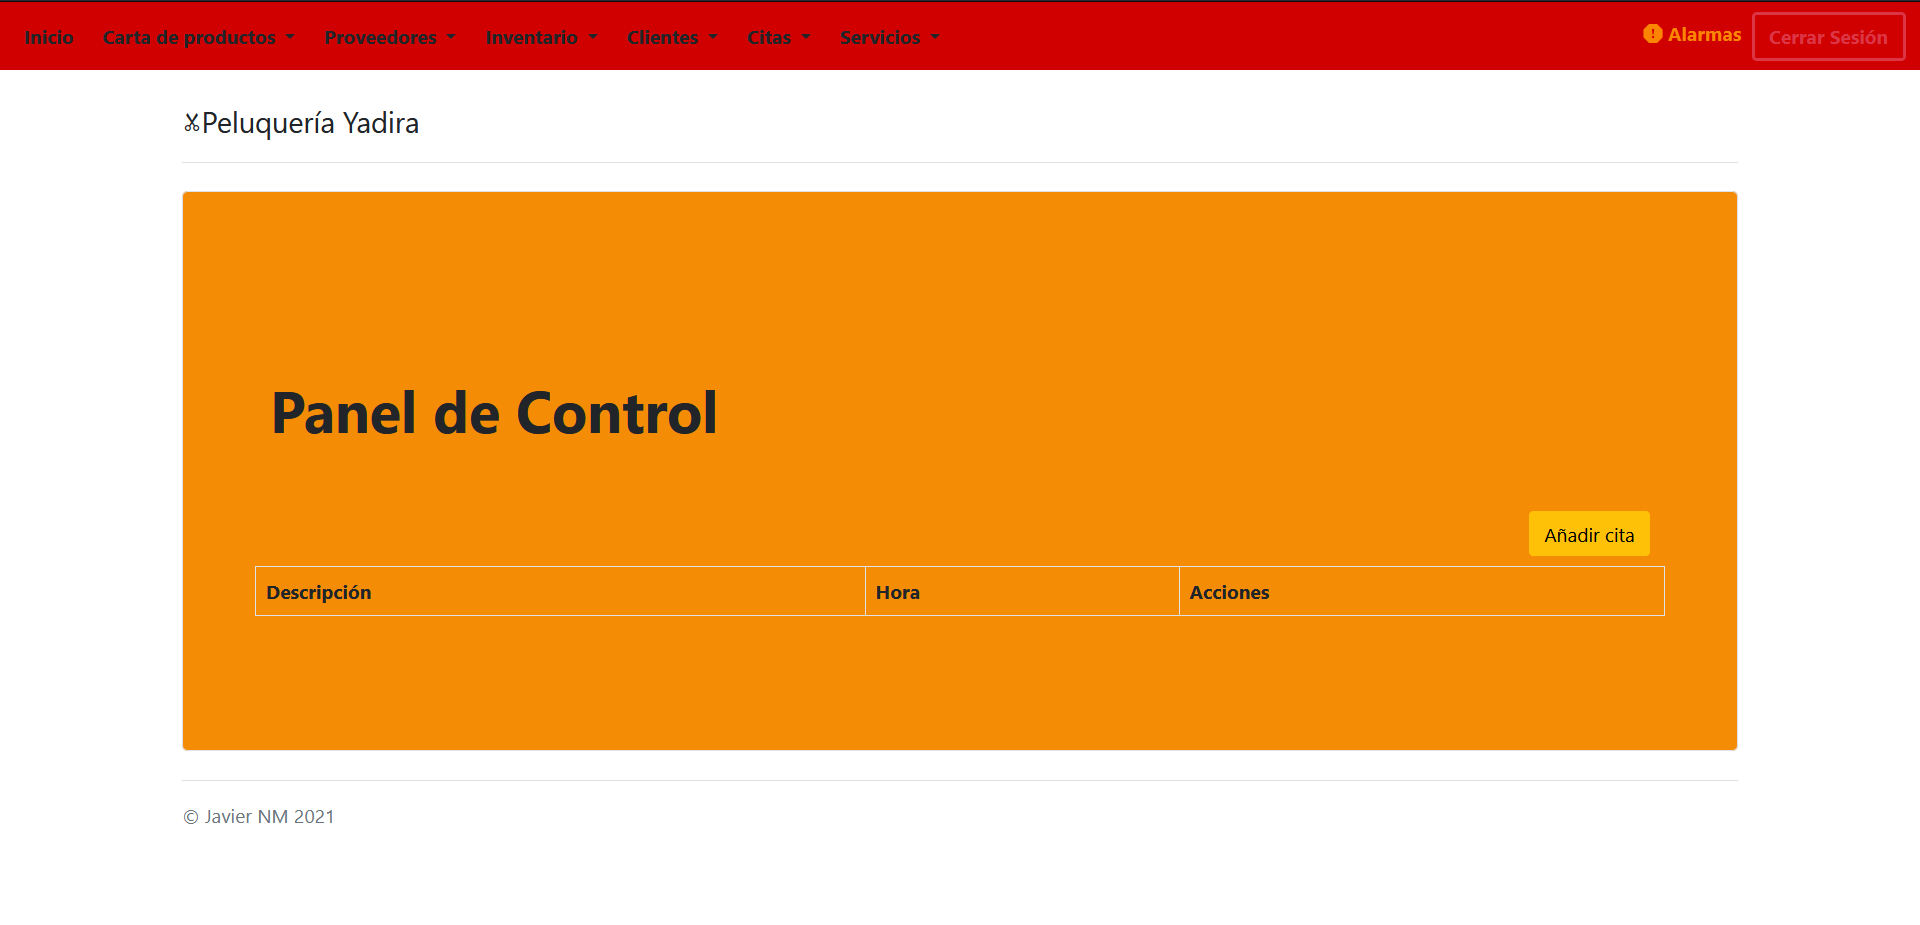 Inicio Carta de productos Proveedores Inventario Clientes Citas Servicios Alarmas Cerrar Sesión
Peluquería Yadira
Panel de Control
Añadir cita
Descripción Hora Acciones
© Javier NM 2021